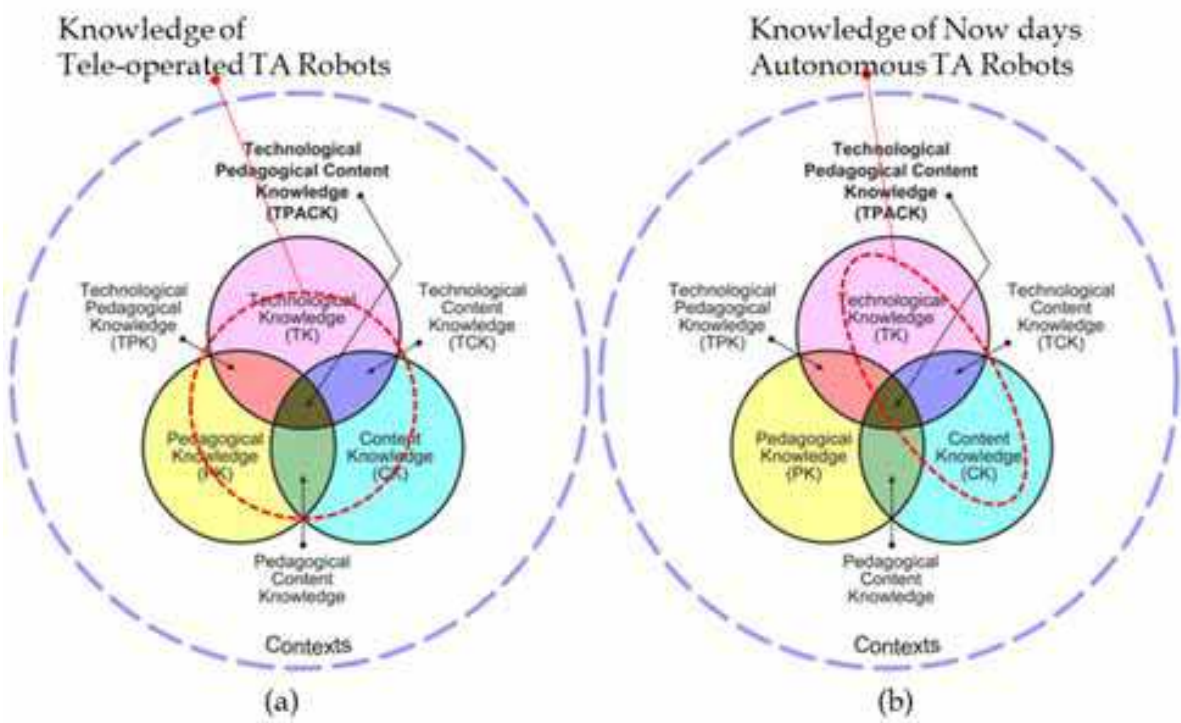 Knowledge of
Tele-operated TA Robots
Technological
Pedagogical Content
Knowledge
(TPACK)
Technological
Pedagogical
Knowledge
(TPK)
Technological
Knowledge
(TK)
Technological
Content
Knowledge
(TCK)
Pedagogical
Knowledge
(PK)
Content
Knowledge
(CK)
Pedagogical
Content
Knowledge
Contexts
(a)
Knowledge of Now days
Autonomous TA Robots
Technological
Pedagogical Content
Knowledge
(TPACK)
Technological
Pedagogical
Knowledge
(TPK)
Technological
Knowledge
(TK)
Technological
Content
Knowledge
(TCK)
Pedagogical
Knowledge
(PK)
Content
Knowledge
(CK)
Pedagogical
Content
Knowledge
Contexts
(b)